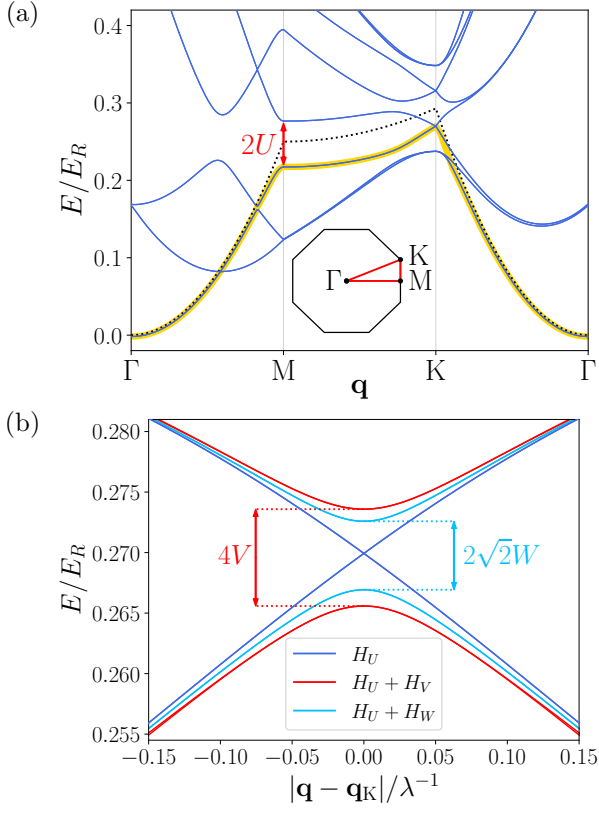 (a)
0.4
0.3
0.2
0.1
0.0
E/E_R
2U
Γ
K
M
Γ M K Γ
q
(b)
0.280
0.275
0.270
0.265
0.260
0.255
E/E_R
4V
2√2W
H_U
H_U + H_V
H_U + H_W
−0.15 −0.10 −0.05 0.00 0.05 0.10 0.15
|q − q_K|/λ⁻¹